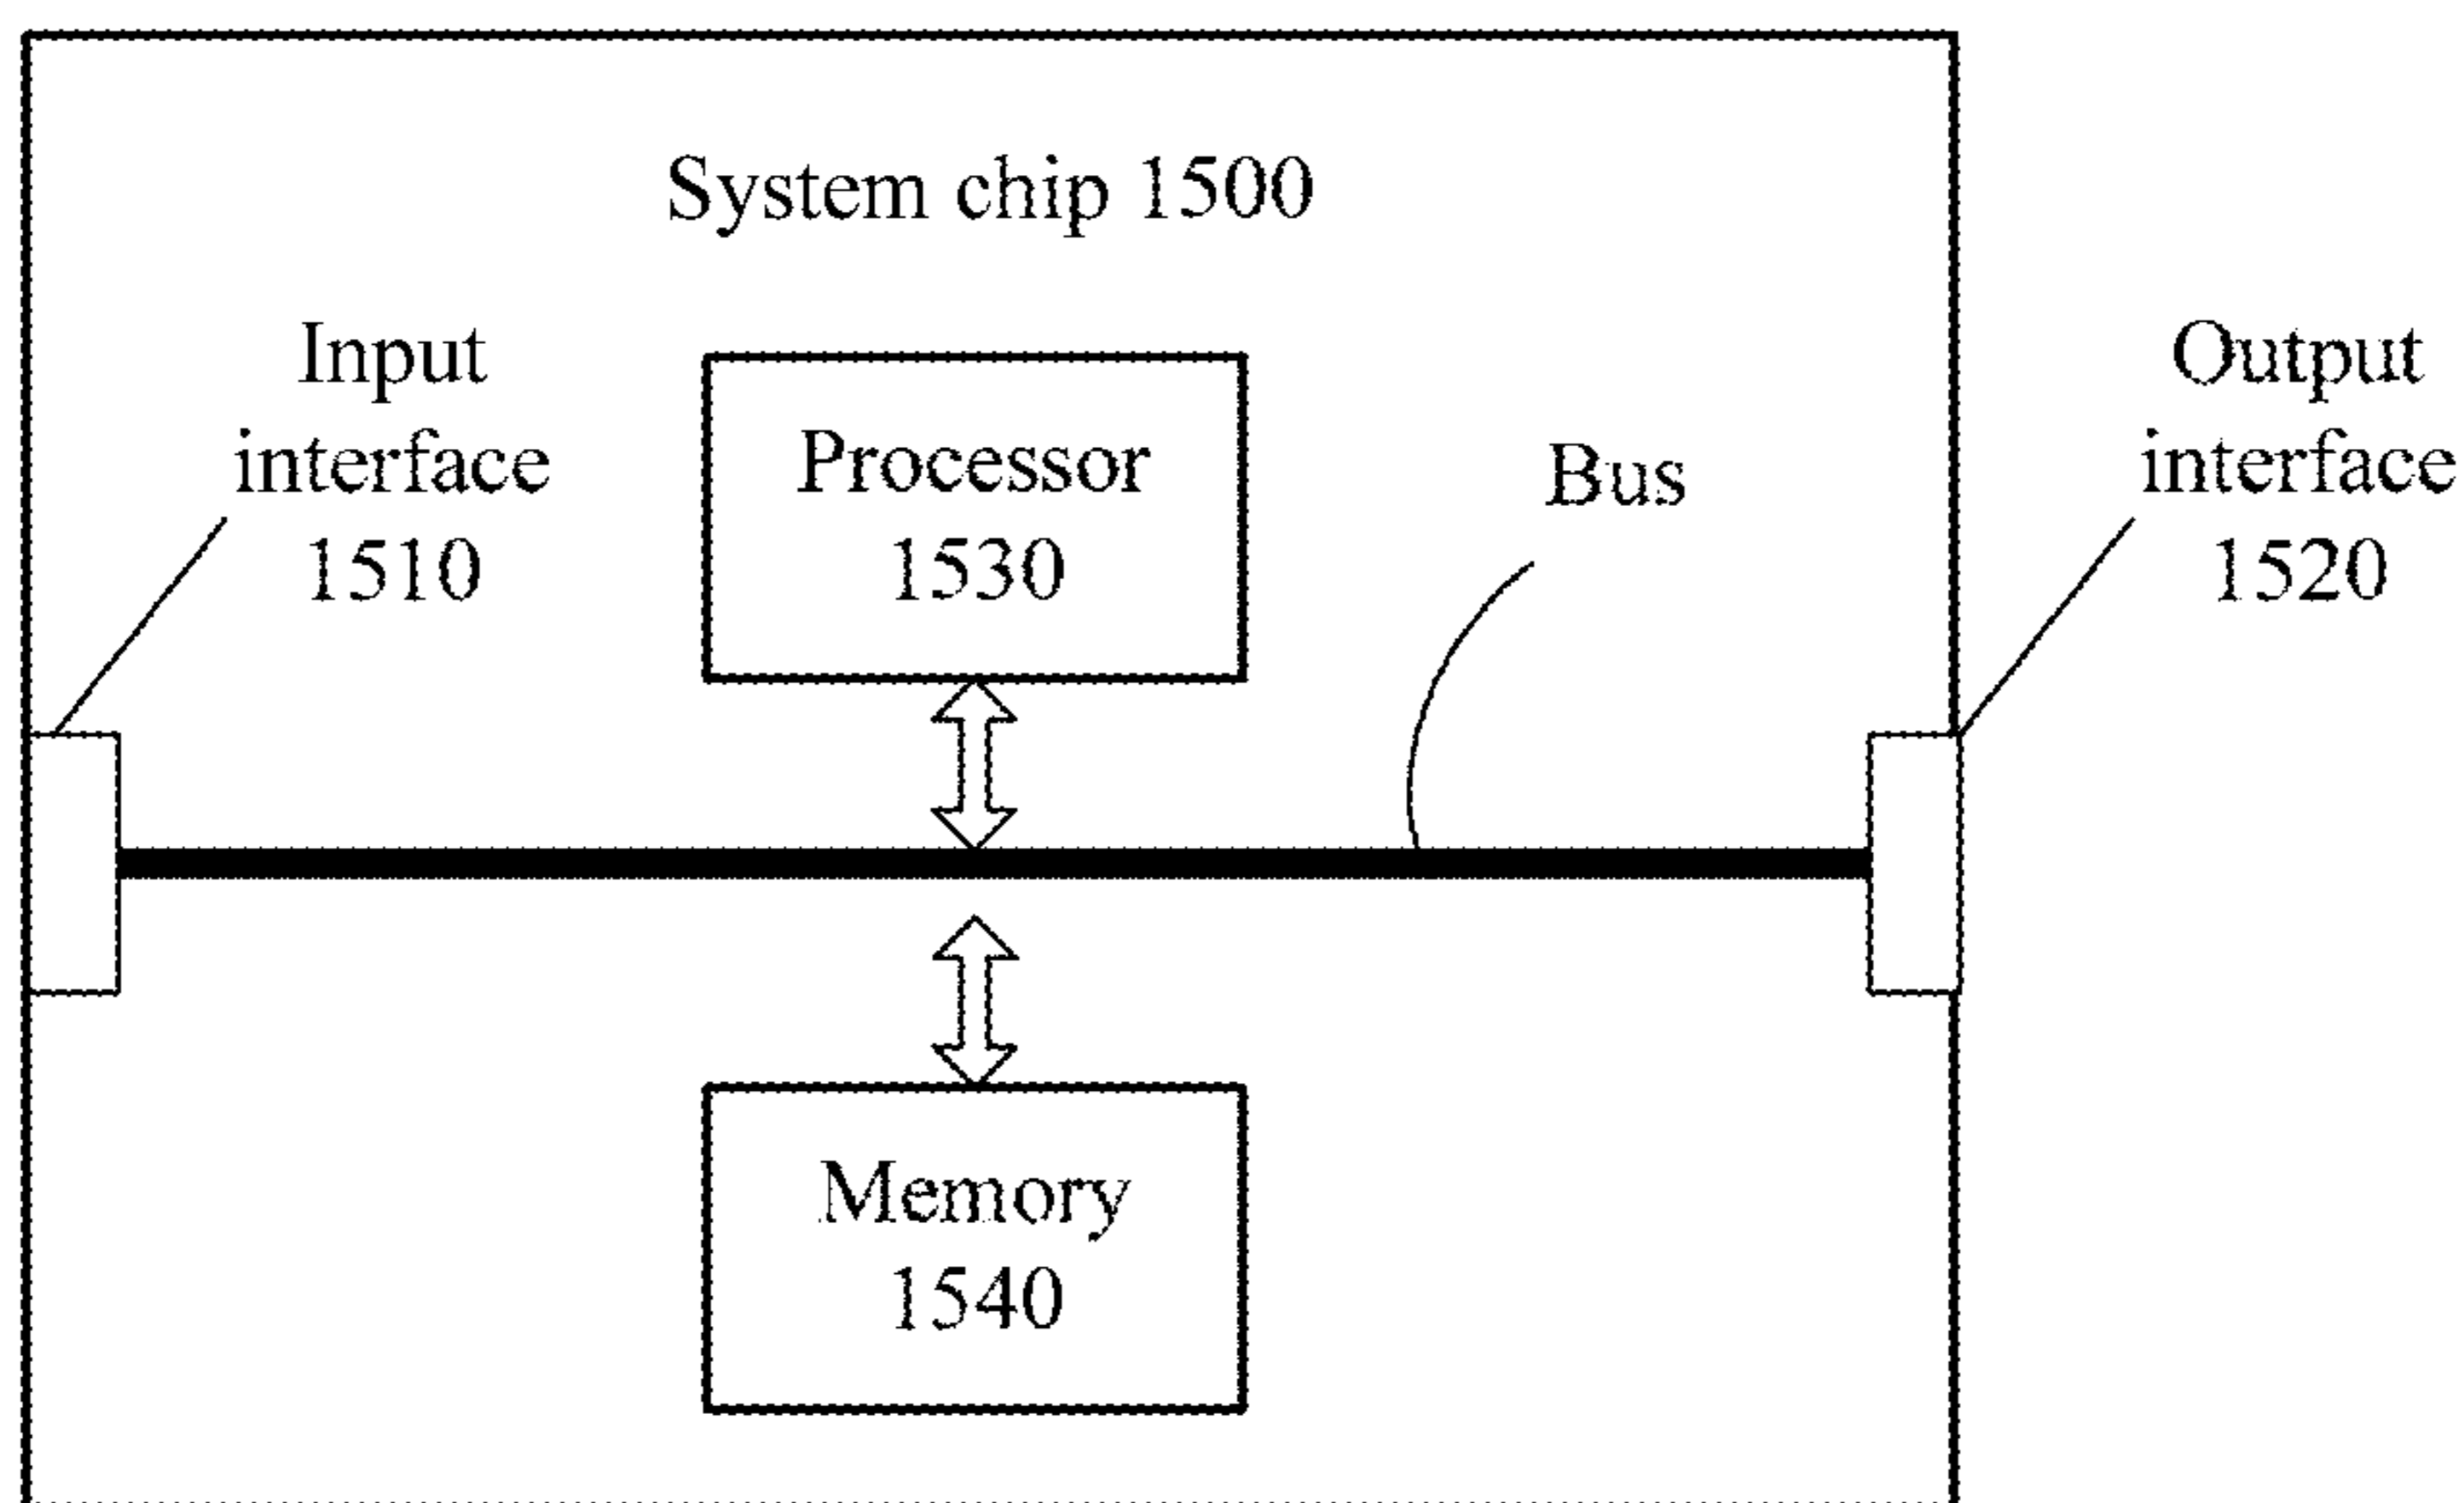 System chip 1500
Input
interface
1510
Processor
1530
Bus
Output
interface
1520
Memory
1540